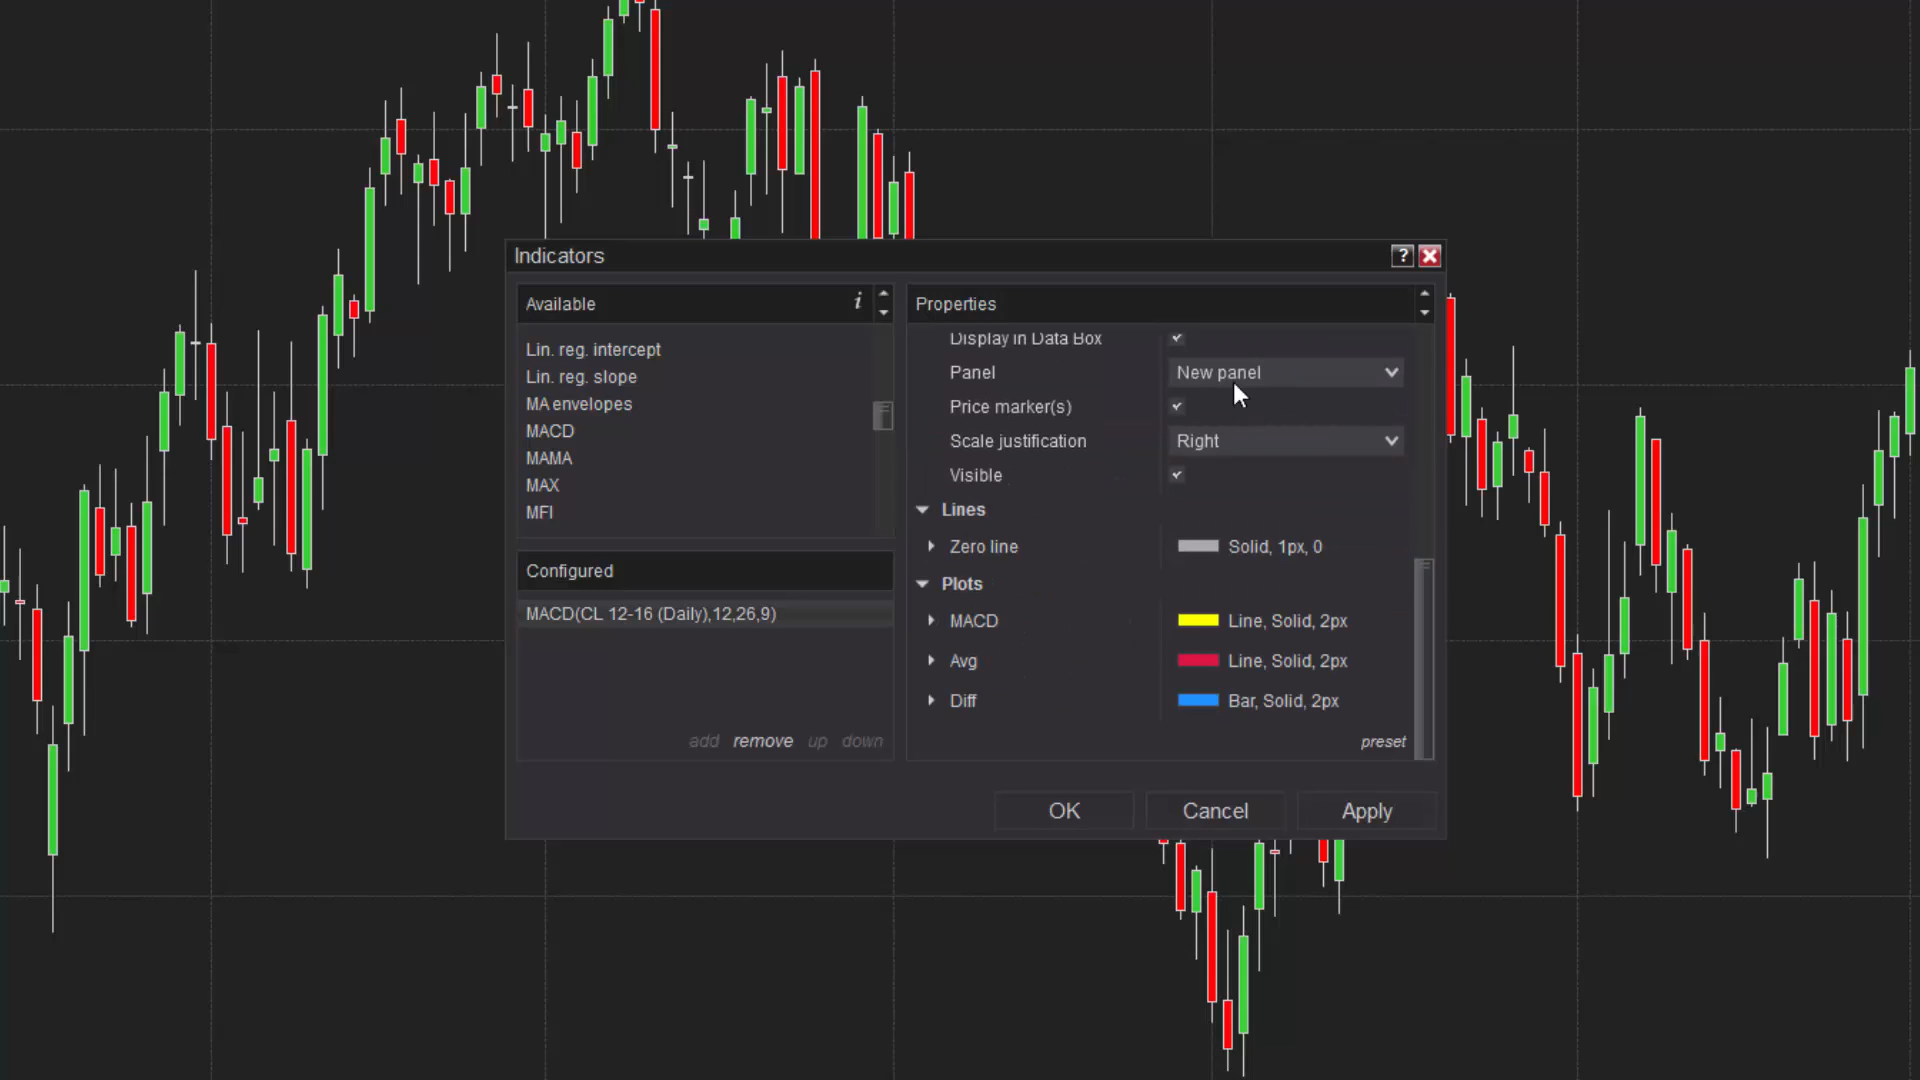 Indicators
?
Available
i
Properties
Lin. reg. intercept
Lin. reg. slope
MA envelopes
MACD
MAMA
MAX
MFI
Configured
MACD(CL 12-16 (Daily),12,26,9)
add remove up down
Display in Data Box
Panel New panel
Price marker(s)
Scale justification Right
Visible
Lines
Zero line Solid, 1px, 0
Plots
MACD Line, Solid, 2px
Avg Line, Solid, 2px
Diff Bar, Solid, 2px
preset
OK Cancel Apply